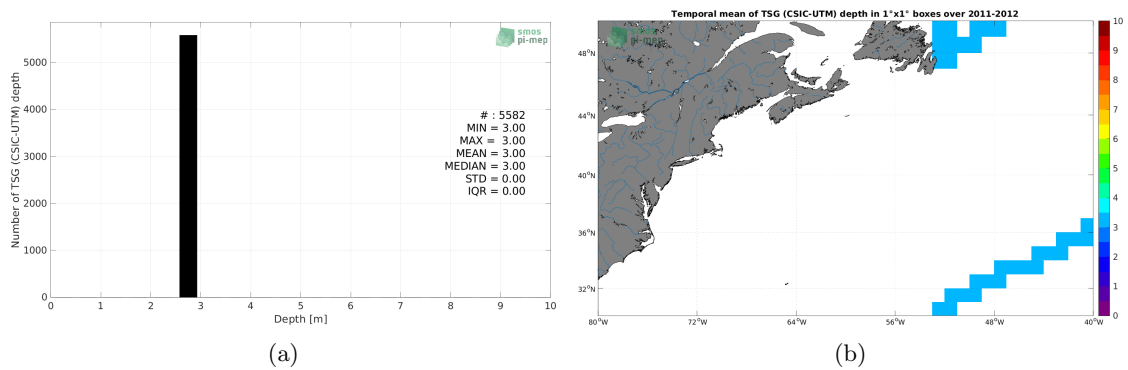 Number of TSG (CSIC-UTM) depth
5000
4000
3000
2000
1000
0
0 1 2 3 4 5 6 7 8 9 10
Depth [m]
smos
pi-mep
# : 5582
MIN = 3.00
MAX = 3.00
MEAN = 3.00
MEDIAN = 3.00
STD = 0.00
IQR = 0.00
(a)
Temporal mean of TSG (CSIC-UTM) depth in 1°x1° boxes over 2011-2012
smos
pi-mep
48°N
44°N
40°N
36°N
32°N
80°W 72°W 64°W 56°W 48°W 40°W
10
9
8
7
6
5
4
3
2
1
0
(b)